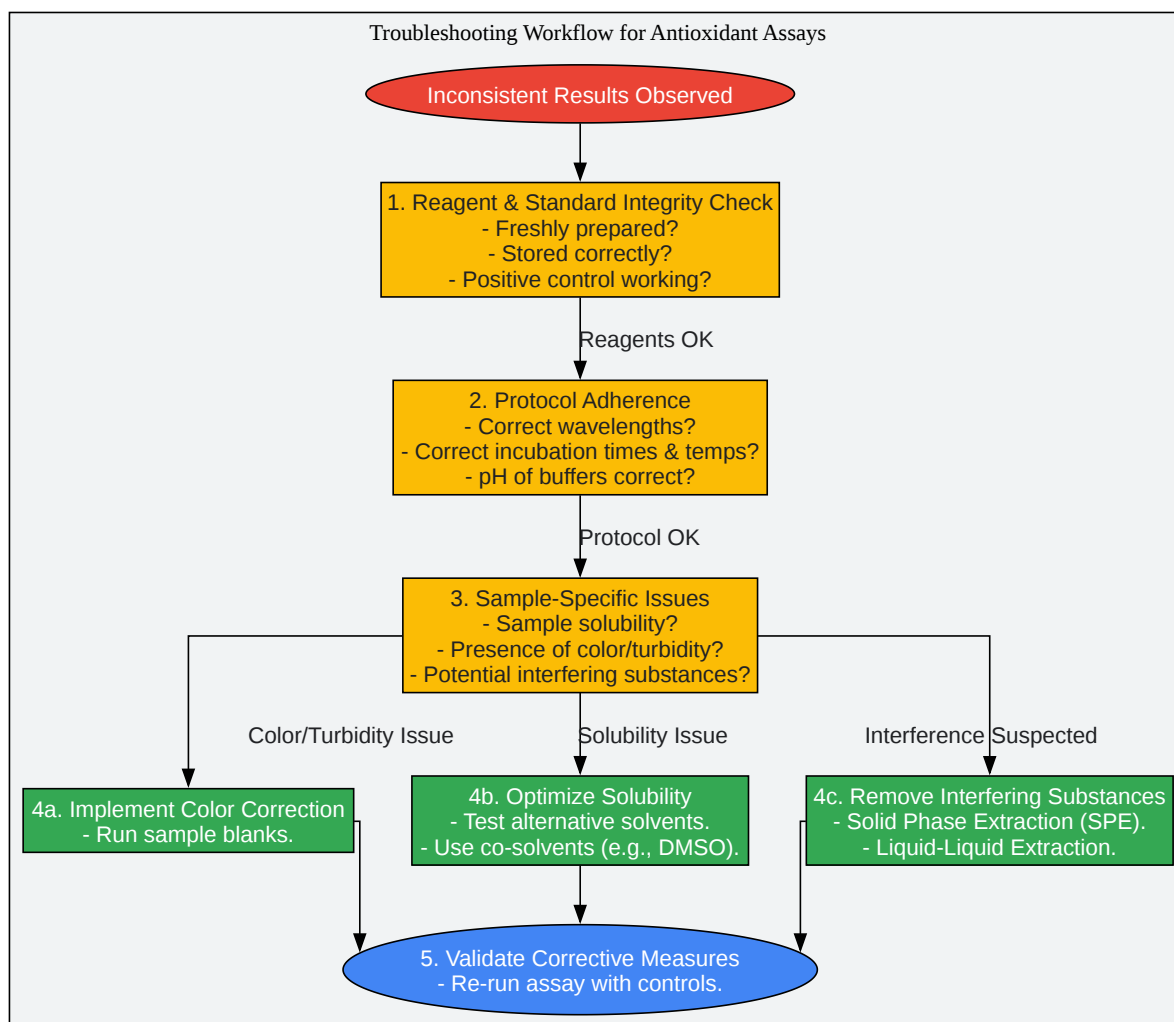 Troubleshooting Workflow for Antioxidant Assays
Inconsistent Results Observed
1. Reagent & Standard Integrity Check
- Freshly prepared?
- Stored correctly?
- Positive control working?
Reagents OK
2. Protocol Adherence
- Correct wavelengths?
- Correct incubation times & temps?
- pH of buffers correct?
Protocol OK
3. Sample-Specific Issues
- Sample solubility?
- Presence of color/turbidity?
- Potential interfering substances?
Color/Turbidity Issue
Solubility Issue
Interference Suspected
4a. Implement Color Correction
- Run sample blanks.
4b. Optimize Solubility
- Test alternative solvents.
- Use co-solvents (e.g., DMSO).
4c. Remove Interfering Substances
- Solid Phase Extraction (SPE).
- Liquid-Liquid Extraction.
5. Validate Corrective Measures
- Re-run assay with controls.